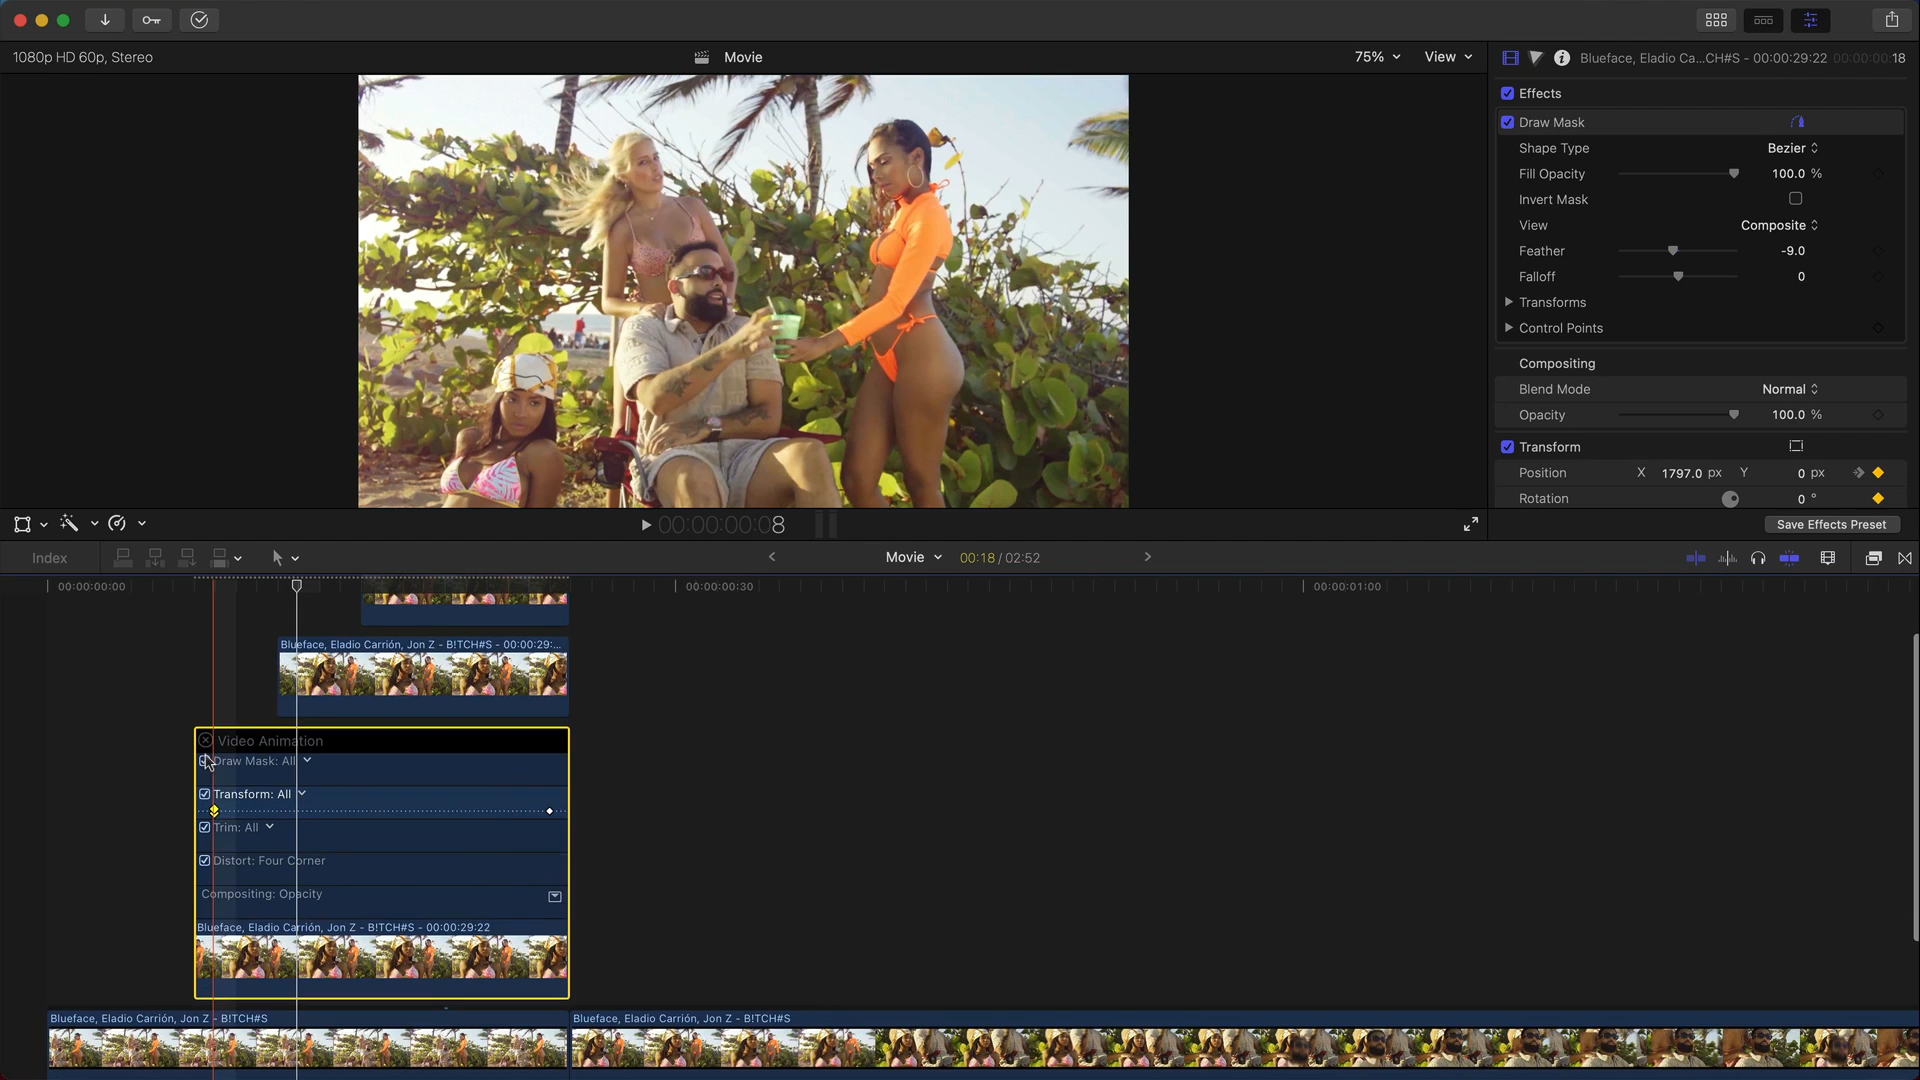 1080p HD 60p, Stereo
Movie
75%
View
Blueface, Eladio Ca...CH#S - 00:00:29:22
00:00:00:18
Effects
Draw Mask
Shape Type
Bezier
Fill Opacity
100.0 %
Invert Mask
View
Composite
Feather
-9.0
Falloff
0
Transforms
Control Points
Compositing
Blend Mode
Normal
Opacity
100.0 %
Transform
Position
X 1797.0 px Y 0 px
Rotation
0 °
00:00:00:08
Save Effects Preset
Index
Movie
00:18 / 02:52
00:00:00:00
00:00:00:30
00:00:01:00
Blueface, Eladio Carrión, Jon Z - B!TCH#S - 00:00:29:...
Video Animation
Draw Mask: All
Transform: All
Trim: All
Distort: Four Corner
Compositing: Opacity
Blueface, Eladio Carrión, Jon Z - B!TCH#S - 00:00:29:22
Blueface, Eladio Carrión, Jon Z - B!TCH#S
Blueface, Eladio Carrión, Jon Z - B!TCH#S